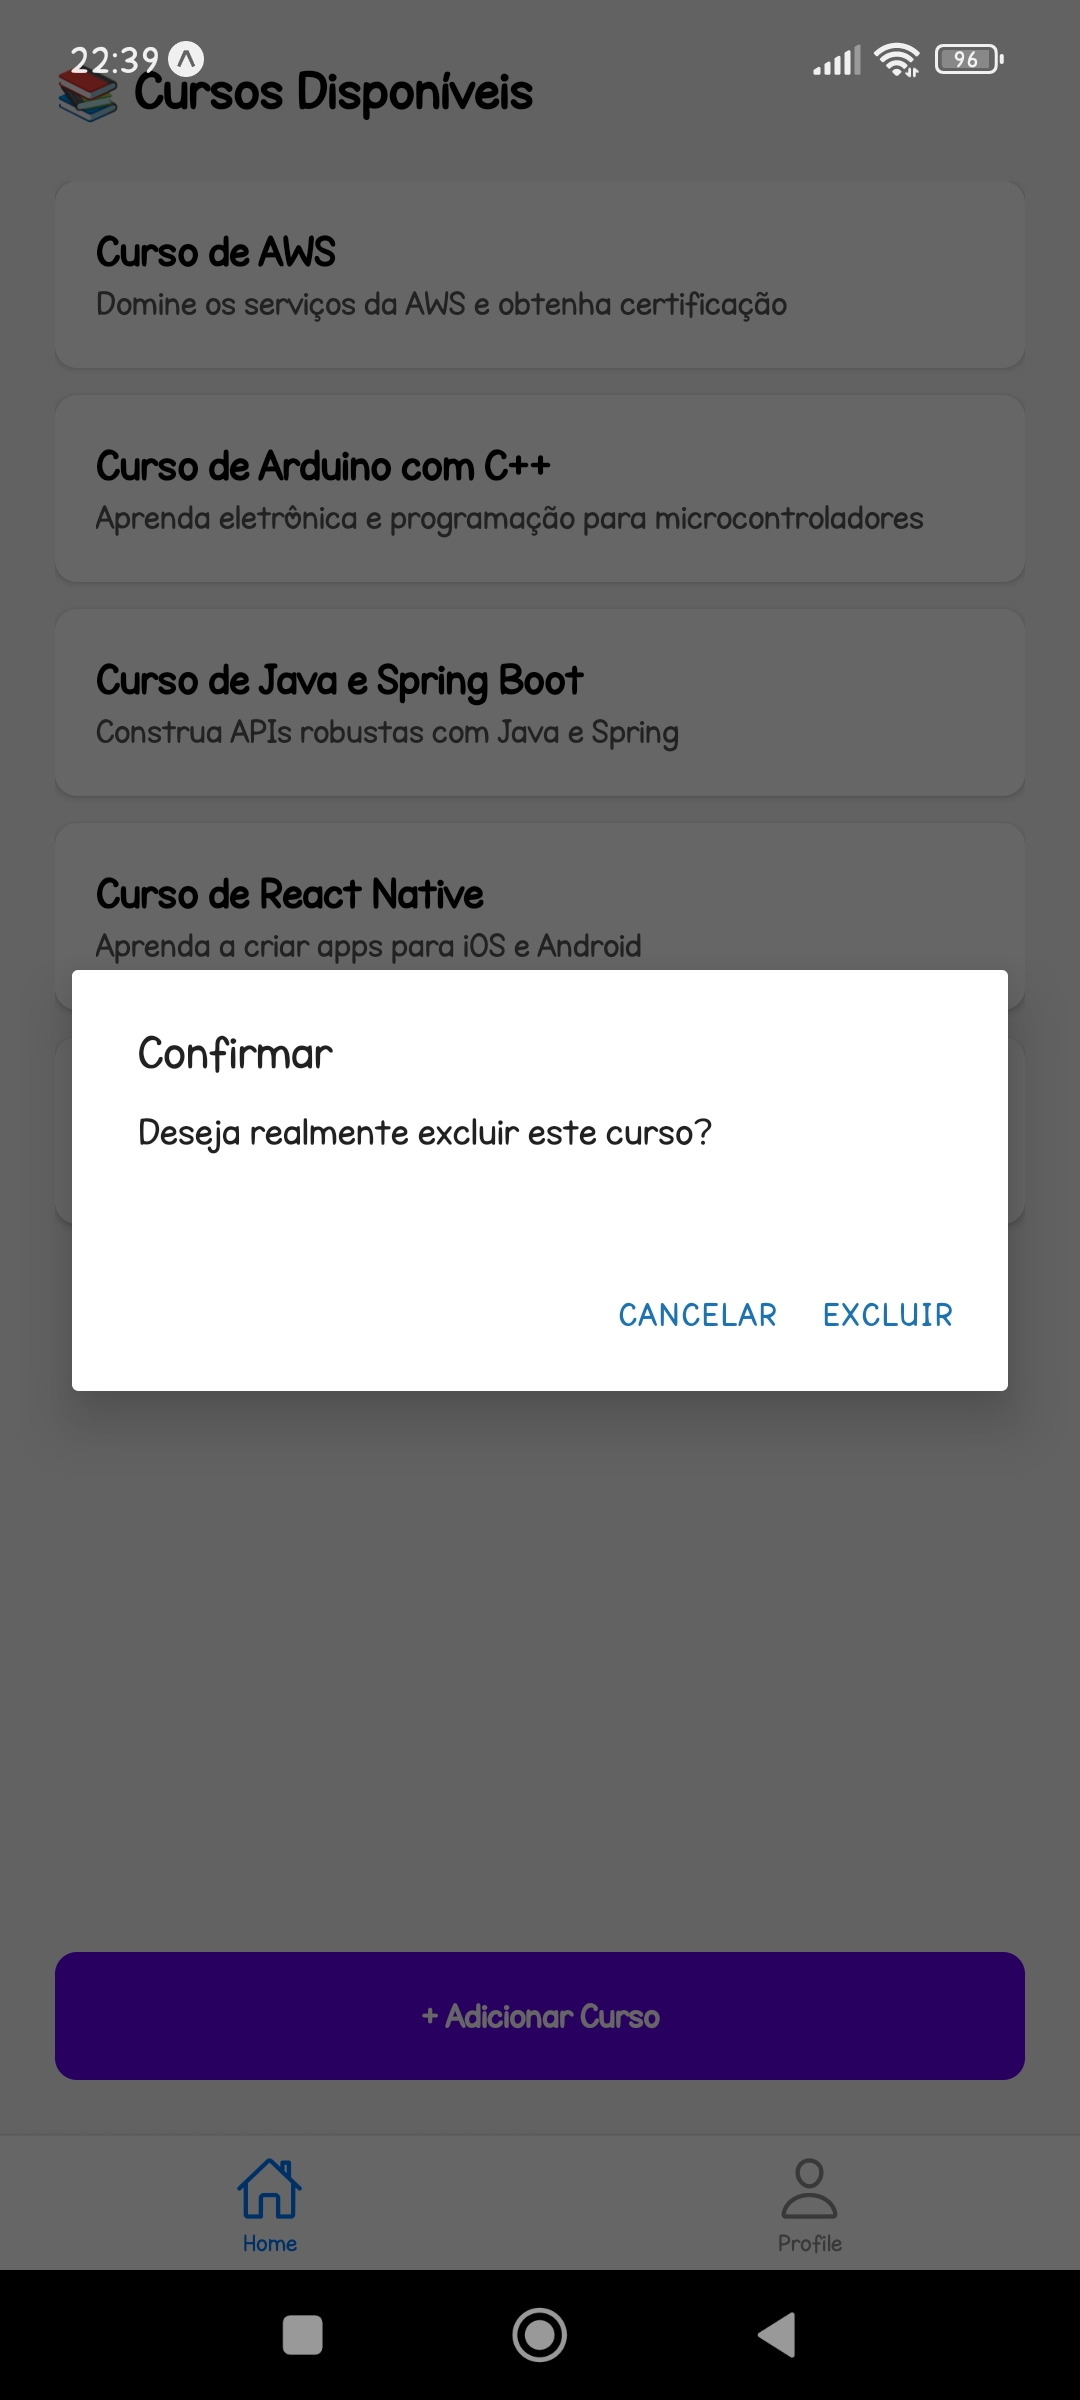 22:39
96
📚 Cursos Disponíveis
Curso de AWS
Domine os serviços da AWS e obtenha certificação
Curso de Arduino com C++
Aprenda eletrônica e programação para microcontroladores
Curso de Java e Spring Boot
Construa APIs robustas com Java e Spring
Curso de React Native
Aprenda a criar apps para iOS e Android
Confirmar
Deseja realmente excluir este curso?
CANCELAR EXCLUIR
+ Adicionar Curso
Home
Profile